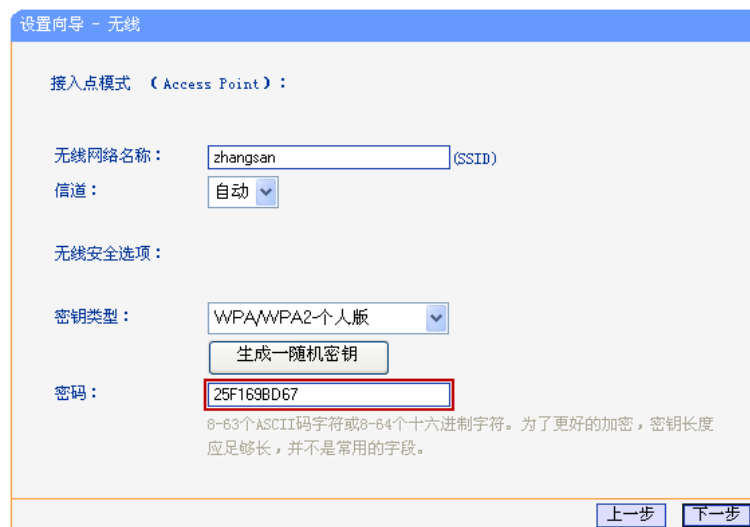 设置向导 - 无线
接入点模式 （Access Point）：
无线网络名称： zhangsan (SSID)
信道： 自动
无线安全选项：
密钥类型： WPA/WPA2-个人版
生成一随机密钥
密码： 25F169BD67
8-63个ASCII码字符或8-64个十六进制字符。为了更好的加密，密钥长度
应足够长，并不是常用的字段。
上一步 下一步